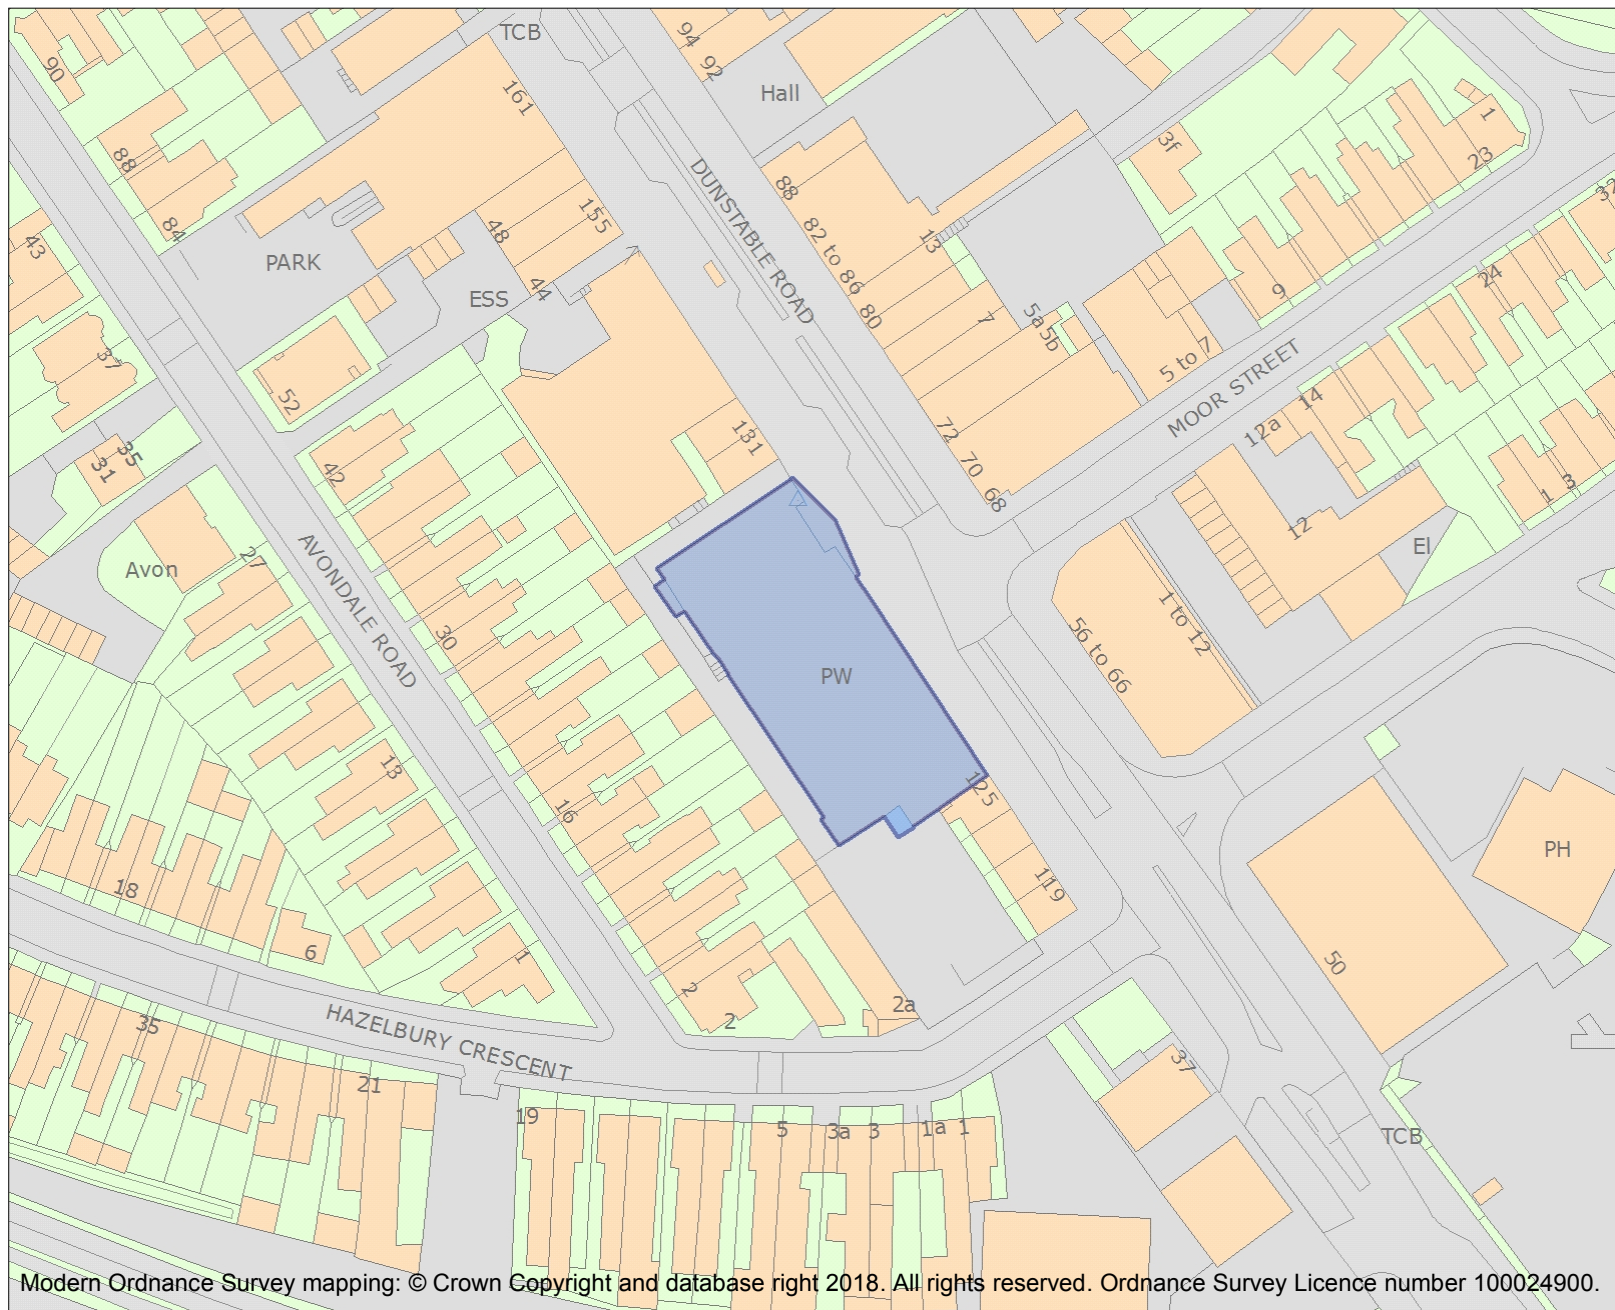 TCB
94
92
90
161
Hall
1
3f
23
88
88
32
DUNSTABLE ROAD
155
84
48
82 to 86
13
43
PARK
ESS
44
24
9
80
7
5a
5b
37
5 to 7
MOOR STREET
52
14
131
72
12a
35
31
42
70
68
1
3
12
El
Avon
27
AVONDALE ROAD
30
1 to 12
56 to 66
PW
13
125
16
PH
18
119
6
1
50
2
2
2a
35
HAZELBURY CRESCENT
37
21
19
5
3a
3
1a
1
TCB
Modern Ordnance Survey mapping: © Crown Copyright and database right 2018. All rights reserved. Ordnance Survey Licence number 100024900.